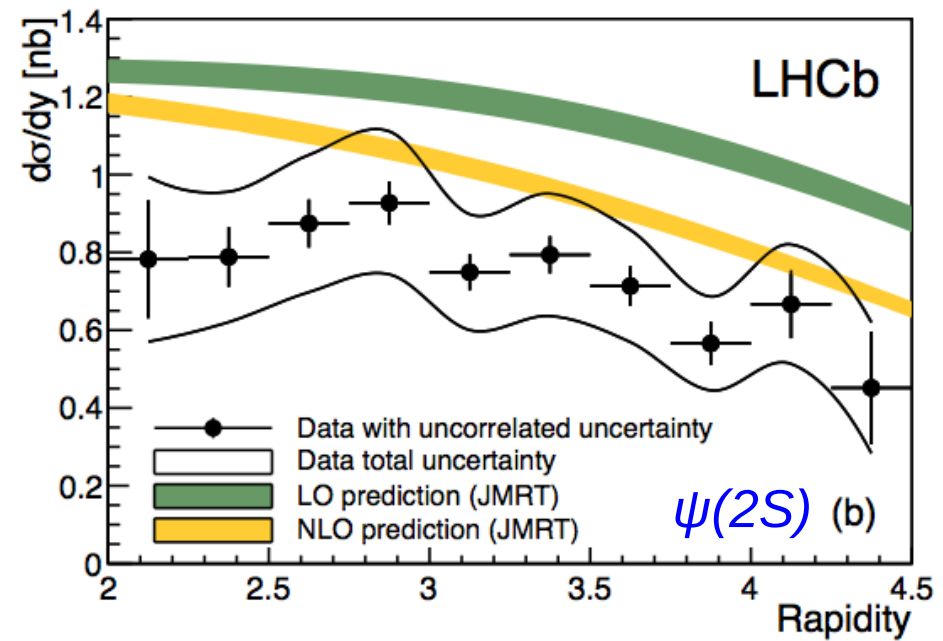 dσ/dy [nb]
1.4
1.2
1
0.8
0.6
0.4
0.2
0
LHCb
Data with uncorrelated uncertainty
Data total uncertainty
LO prediction (JMRT)
NLO prediction (JMRT)
ψ(2S) (b)
2 2.5 3 3.5 4 4.5
Rapidity